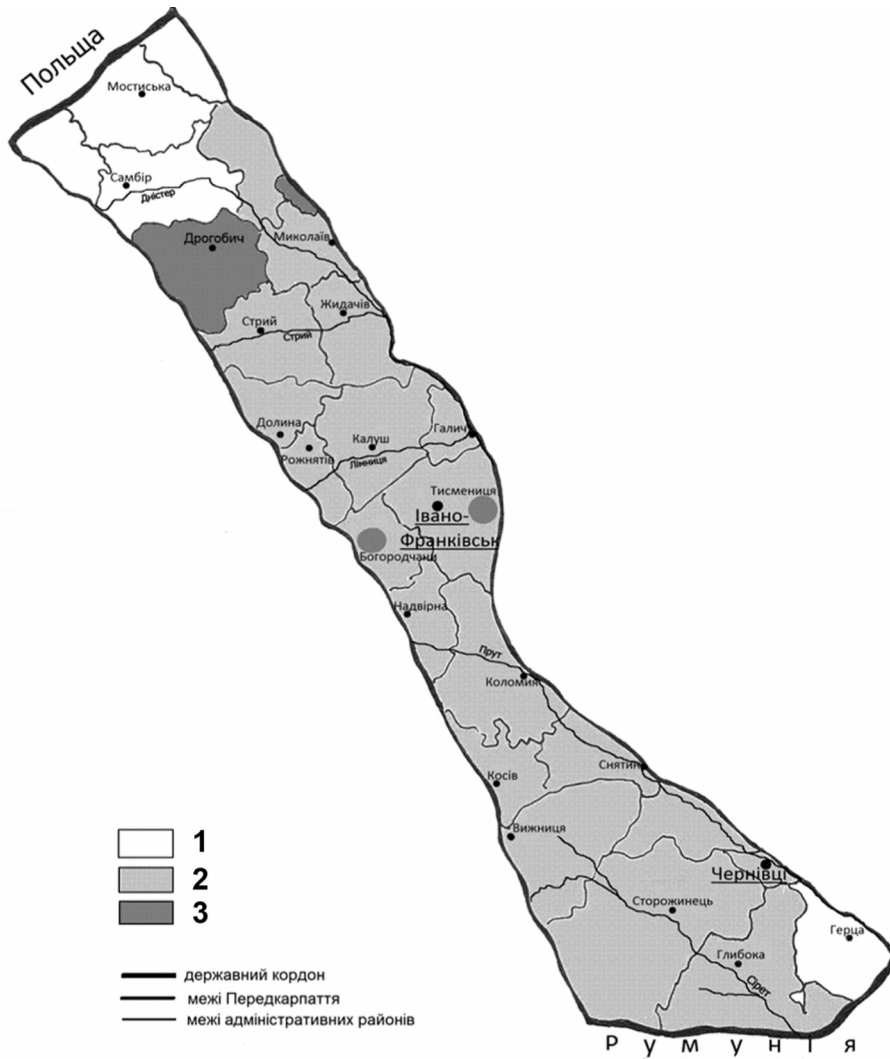 Польща
Мостиська
Самбір
Дністер
Дрогобич
Миколаїв
Жидачів
Стрий
Стрий
Долина
Рожнятів
Калуш
Галич
Лімниця
Тисмениця
Івано-
Франківськ
Богородчани
Надвірна
Прут
Коломия
Снятин
Косів
Вижниця
Чернівці
Сторожинець
Герца
Глибока
Сірет
1
2
3
державний кордон
межі Передкарпаття
межі адміністративних районів
Р у м у н і я